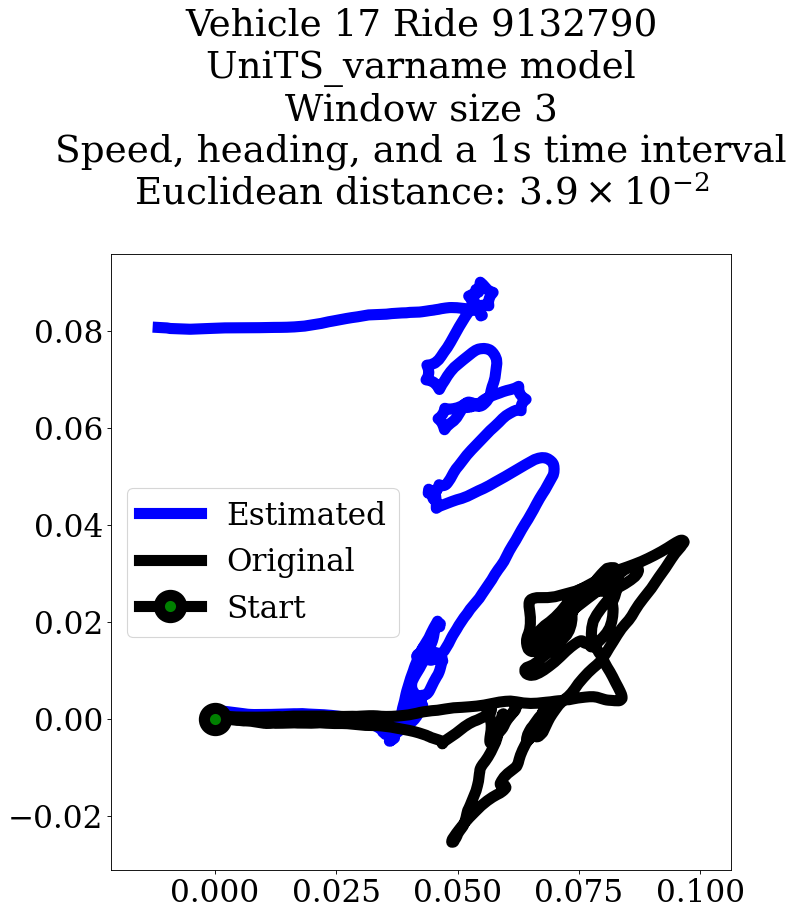 Vehicle 17 Ride 9132790
UniTS_varname model
Window size 3
Speed, heading, and a 1s time interval
Euclidean distance: 3.9 × 10⁻²
0.08
0.06
0.04
0.02
0.00
−0.02
Estimated
Original
Start
0.000 0.025 0.050 0.075 0.100